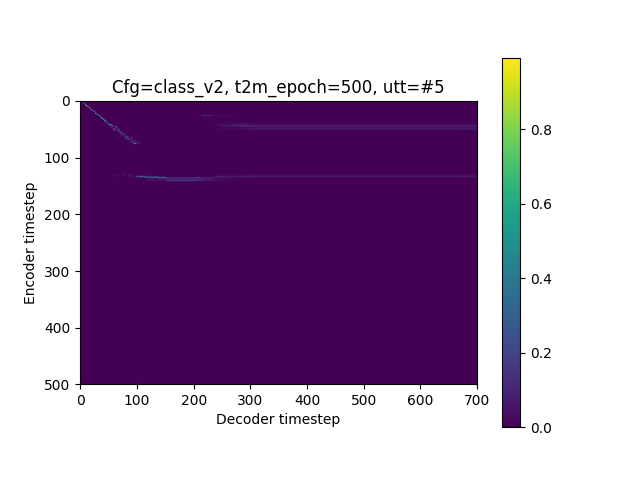 Cfg=class_v2, t2m_epoch=500, utt=#5
0
100
200
300
400
500
Encoder timestep
0 100 200 300 400 500 600 700
Decoder timestep
0.8
0.6
0.4
0.2
0.0